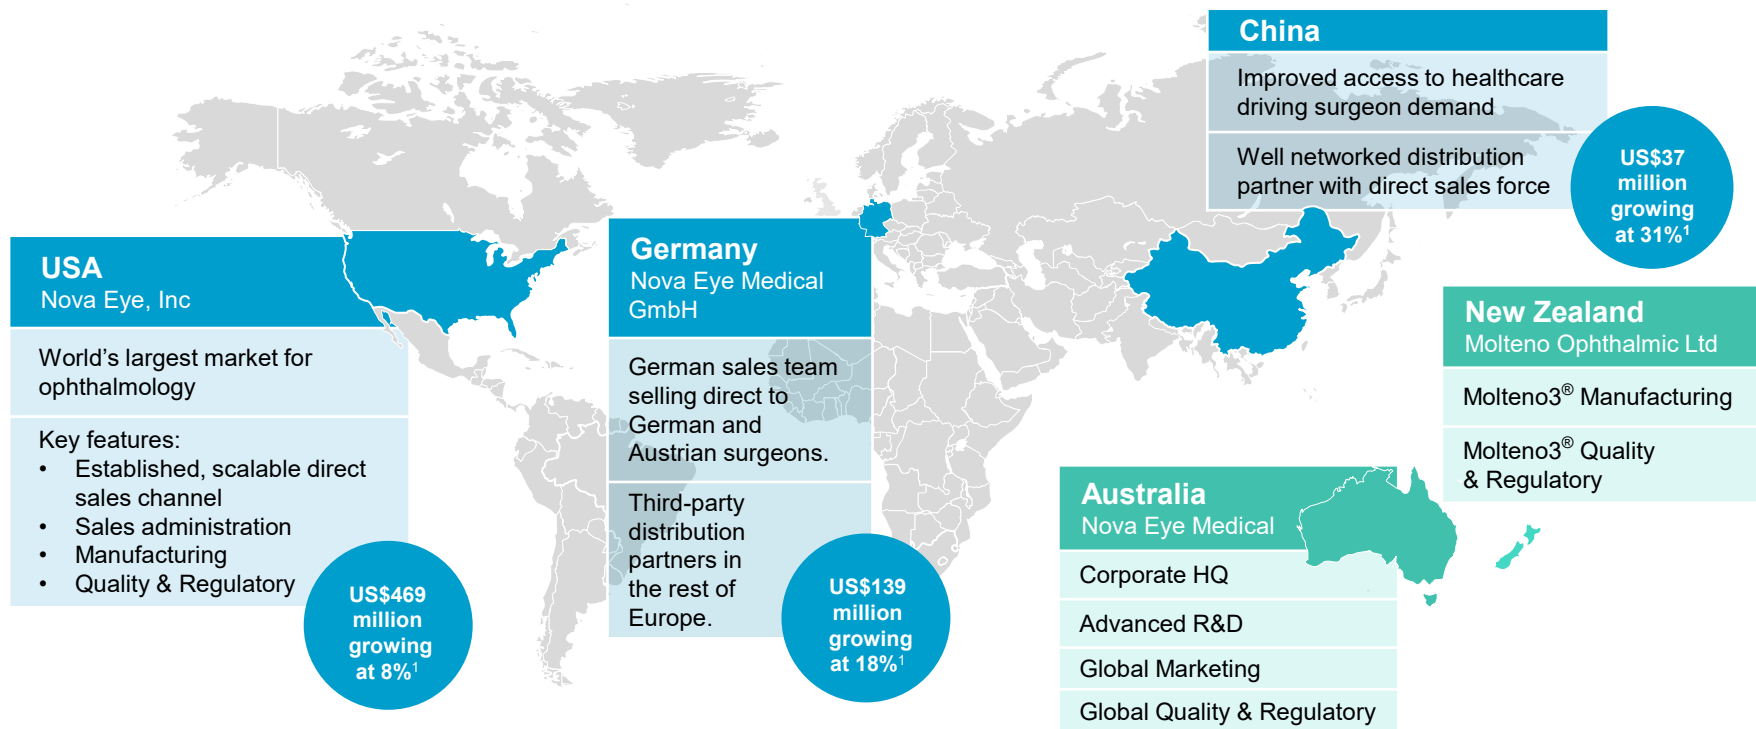 USA
Nova Eye, Inc
World’s largest market for
ophthalmology
Key features:
• Established, scalable direct
sales channel
• Sales administration
• Manufacturing
• Quality & Regulatory
US$469
million
growing
at 8%¹
Germany
Nova Eye Medical
GmbH
German sales team
selling direct to
German and
Austrian surgeons.
Third-party
distribution
partners in
the rest of
Europe.
US$139
million
growing
at 18%¹
China
Improved access to healthcare
driving surgeon demand
Well networked distribution
partner with direct sales force
US$37
million
growing
at 31%¹
New Zealand
Molteno Ophthalmic Ltd
Molteno3® Manufacturing
Molteno3® Quality
& Regulatory
Australia
Nova Eye Medical
Corporate HQ
Advanced R&D
Global Marketing
Global Quality & Regulatory